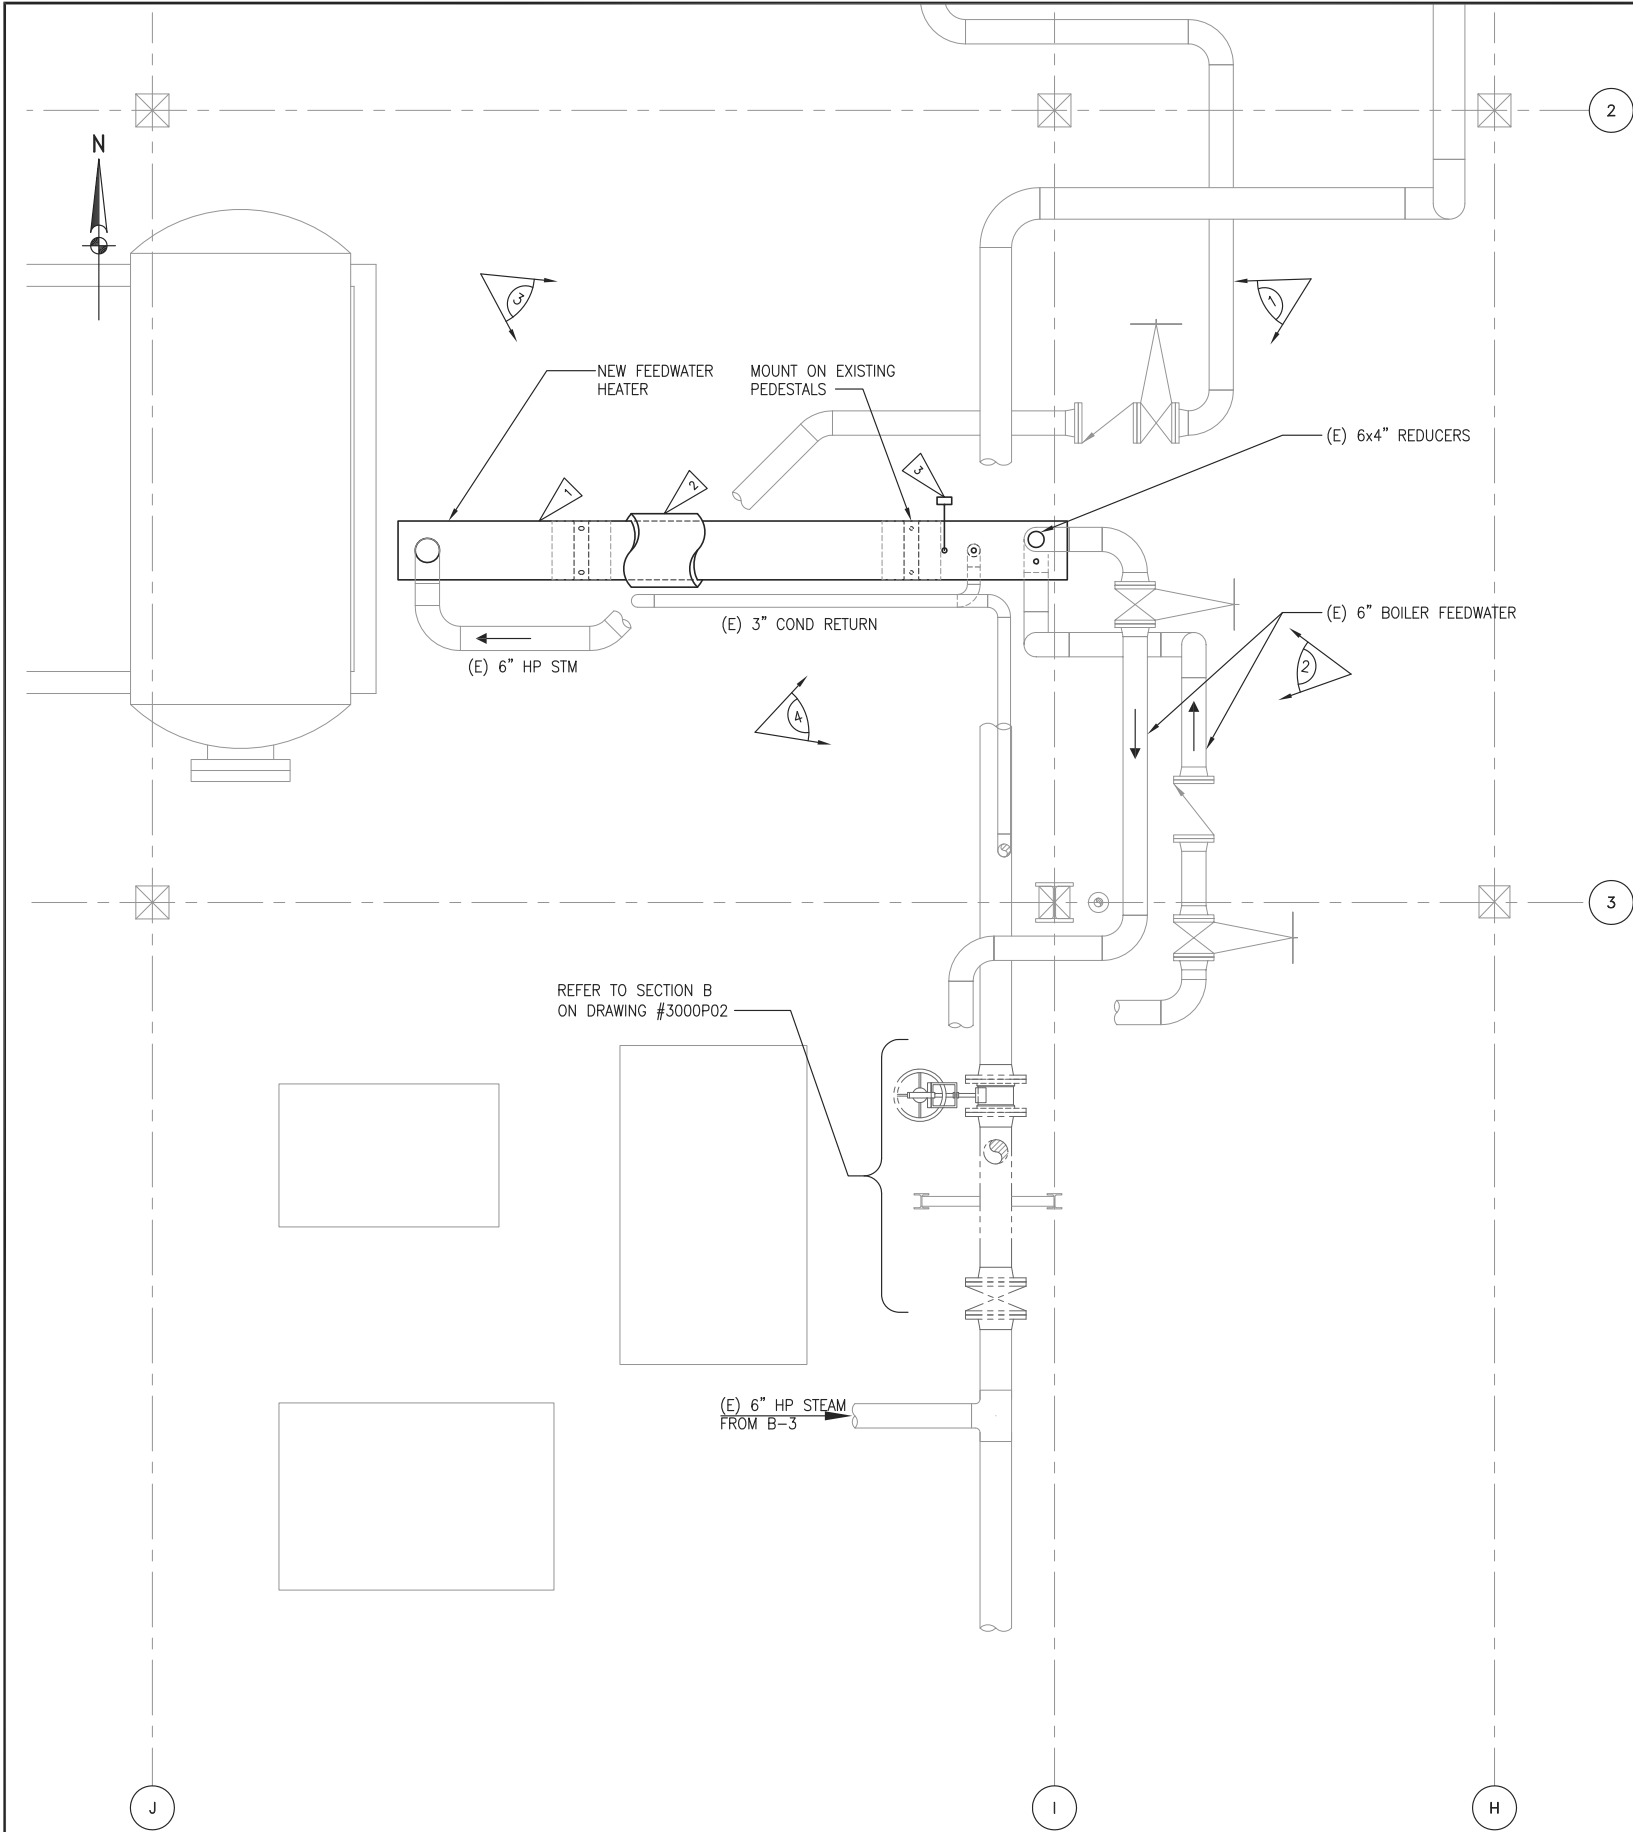 2
N
3
1
NEW FEEDWATER
HEATER
MOUNT ON EXISTING
PEDESTALS
(E) 6x4" REDUCERS
3
1
2
(E) 6" BOILER FEEDWATER
(E) 3" COND RETURN
(E) 6" HP STM
2
4
3
REFER TO SECTION B
ON DRAWING #3000P02
(E) 6" HP STEAM
FROM B-3
J
I
H